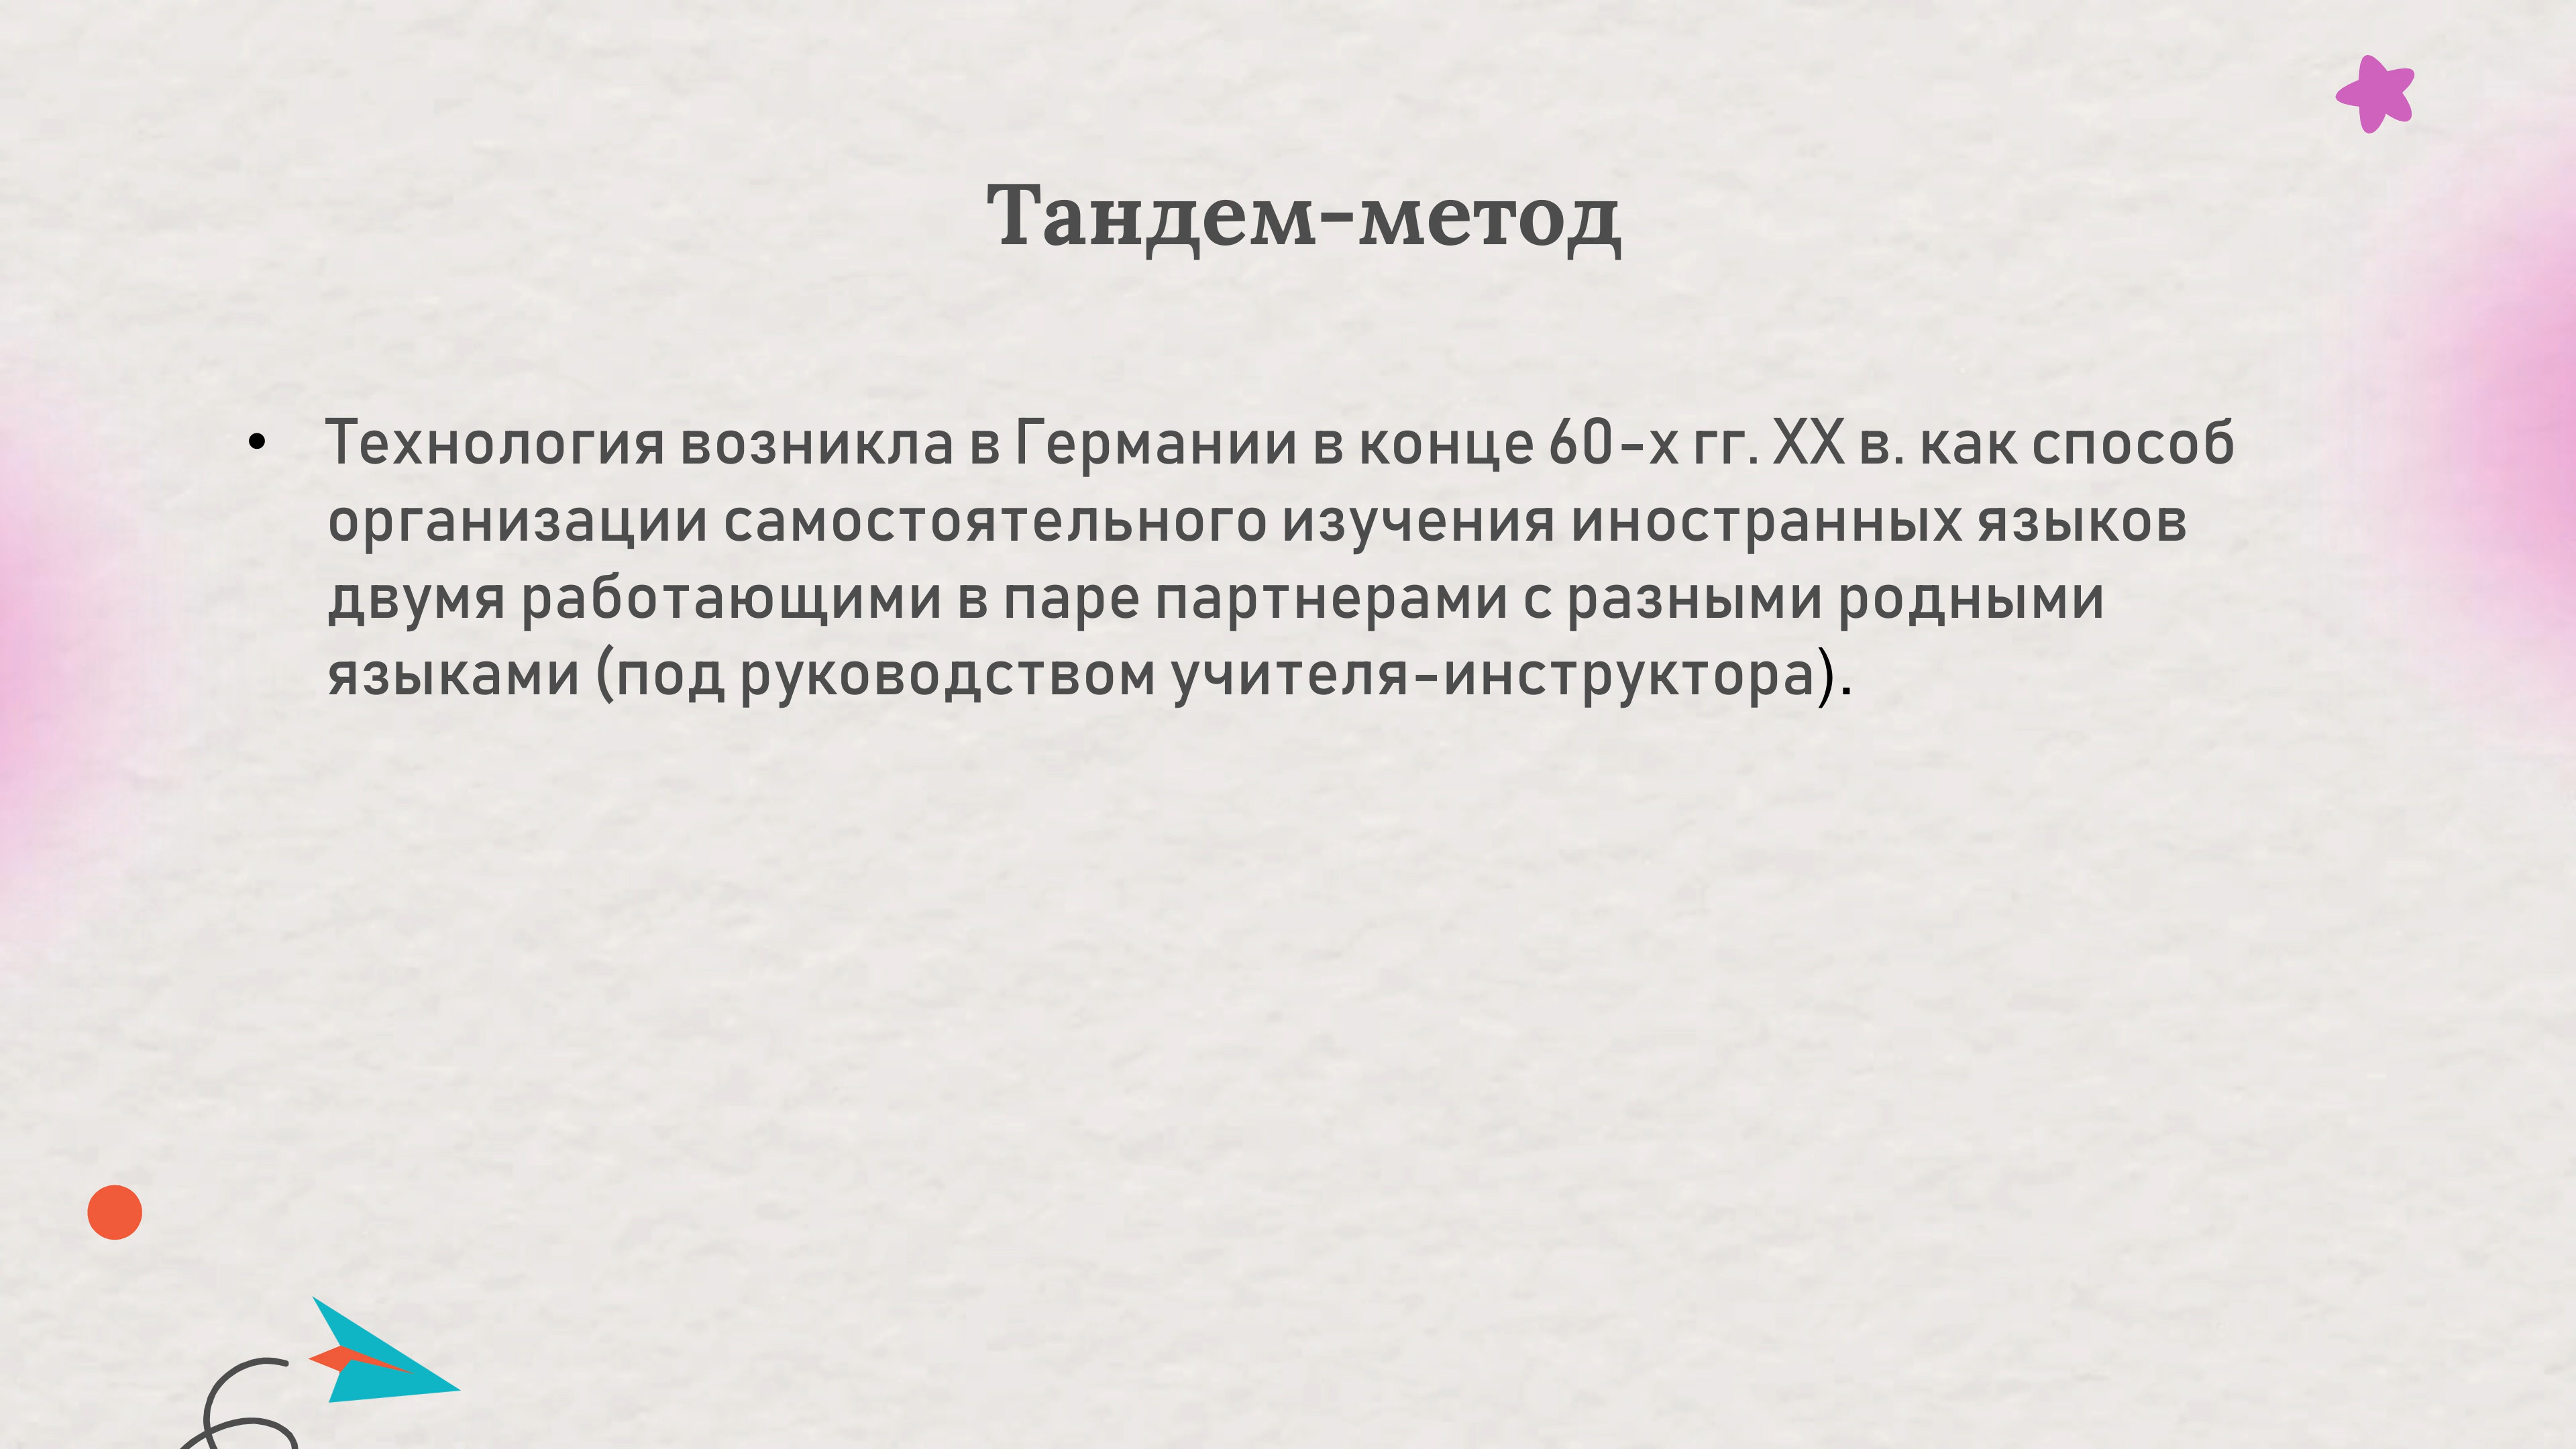 Тандем-метод
• Технология возникла в Германии в конце 60-х гг. XX в. как способ
организации самостоятельного изучения иностранных языков
двумя работающими в паре партнерами с разными родными
языками (под руководством учителя-инструктора).